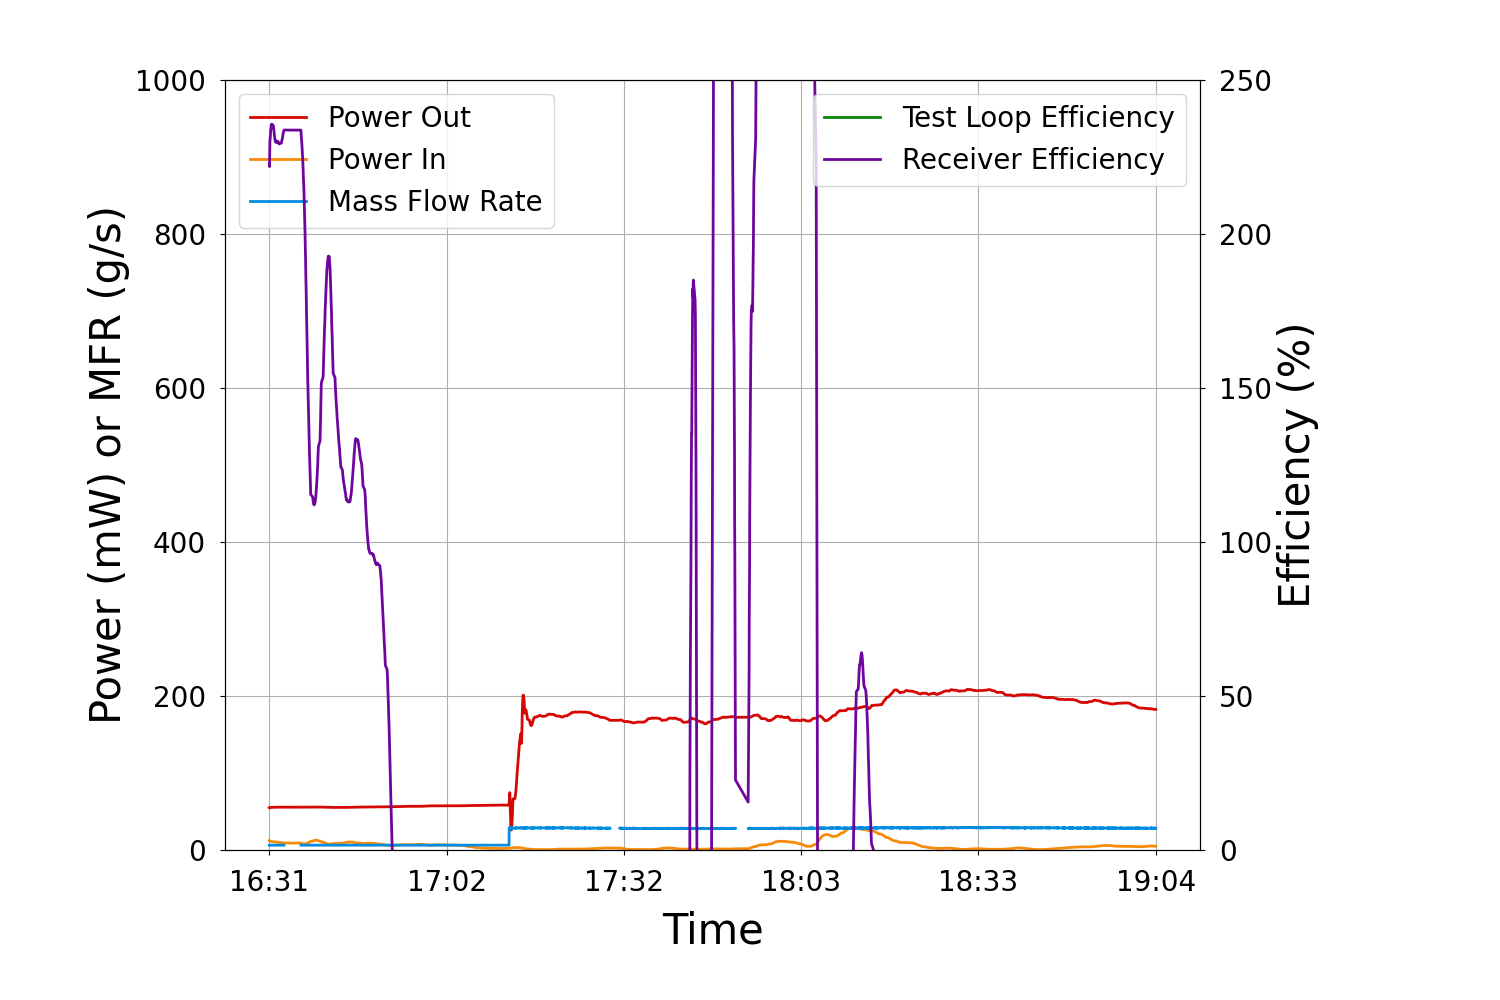 Power Out
Power In
Mass Flow Rate
Test Loop Efficiency
Receiver Efficiency
1000
800
600
400
200
0
250
200
150
100
50
0
16:31
17:02
17:32
18:03
18:33
19:04
Time
Power (mW) or MFR (g/s)
Efficiency (%)